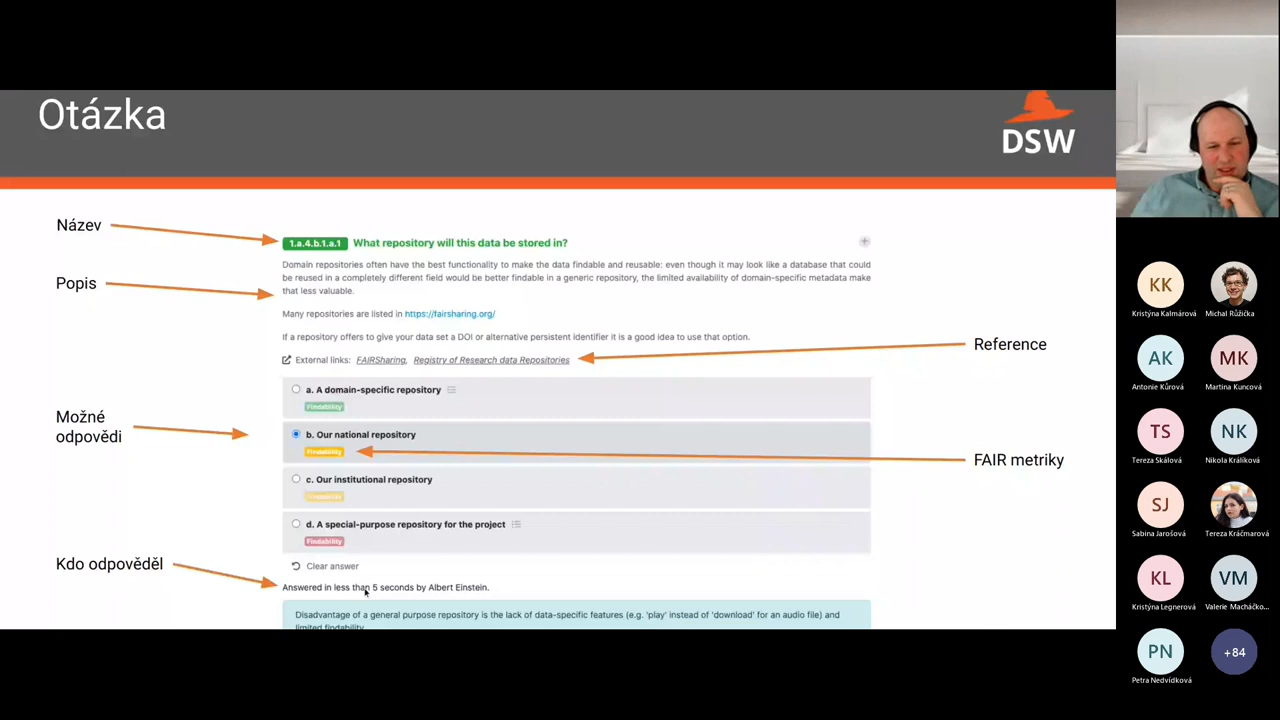 Otázka
DSW
Název
1.a.4.b.1.a.1 What repository will this data be stored in?
Popis
Domain repositories often have the best functionality to make the data findable and reusable: even though it may look like a database that could
be reused in a completely different field would be better findable in a generic repository, the limited availability of domain-specific metadata make
that less valuable.
Many repositories are listed in https://fairsharing.org/
If a repository offers to give your data set a DOI or alternative persistent identifier it is a good idea to use that option.
External links: FAIRSharing, Registry of Research data Repositories
Reference
Možné
odpovědi
a. A domain-specific repository
Findability
b. Our national repository
Findability
FAIR metriky
c. Our institutional repository
Findability
d. A special-purpose repository for the project
Findability
Clear answer
Kdo odpověděl
Answered in less than 5 seconds by Albert Einstein.
Disadvantage of a general purpose repository is the lack of data-specific features (e.g. 'play' instead of 'download' for an audio file) and
limited findability.
KK
Kristýna Kalmárová
Michal Růžička
AK
Antonie Kůrová
MK
Martina Kuncová
TS
Tereza Skálová
NK
Nikola Králíková
SJ
Sabina Jarošová
Tereza Kráčmarová
KL
Kristýna Legnerová
VM
Valerie Macháčko...
PN
Petra Nedvídková
+84